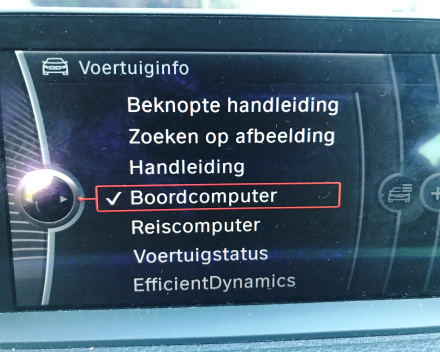 Voertuiginfo
Beknopte handleiding
Zoeken op afbeelding
Handleiding
Boordcomputer
Reiscomputer
Voertuigstatus
EfficientDynamics